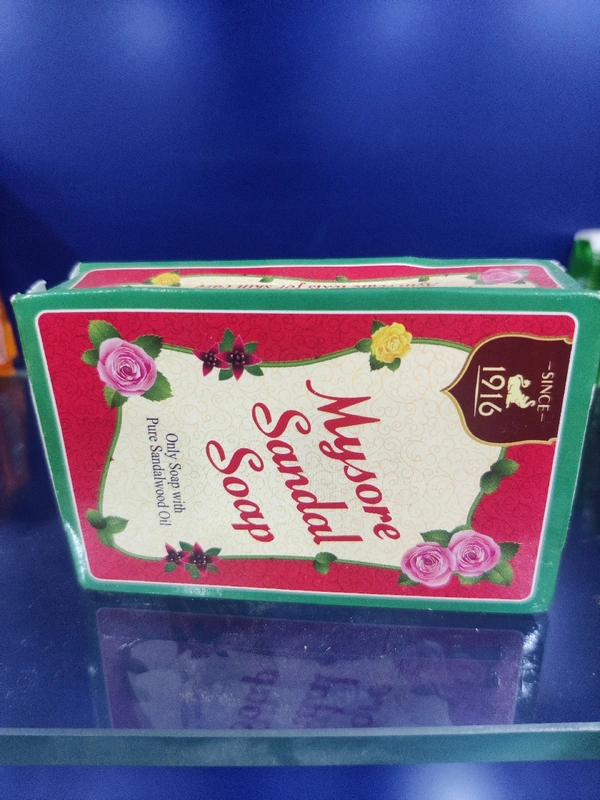 -SINCE-
1916
Mysore
Sandal
Soap
Only Soap with
Pure Sandalwood Oil